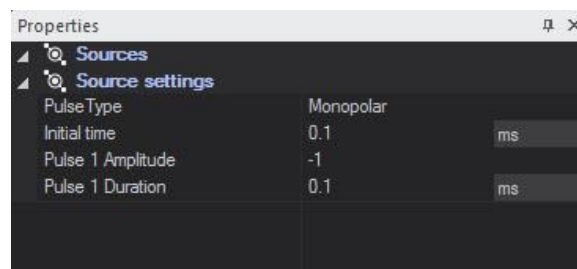 Properties
Sources
Source settings
PulseType Monopolar
Initial time 0.1 ms
Pulse 1 Amplitude -1
Pulse 1 Duration 0.1 ms